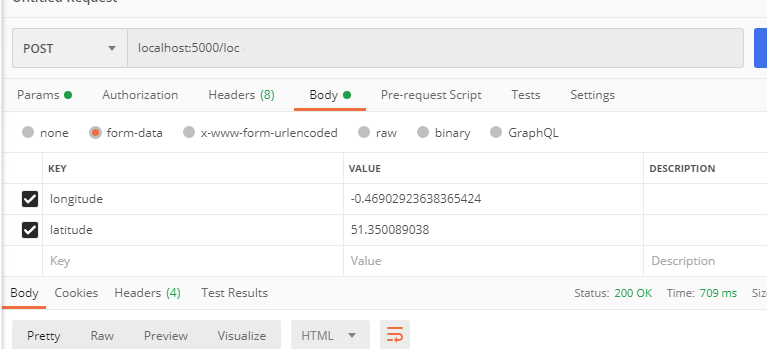 Untitled Request
POST localhost:5000/loc
Params Authorization Headers (8) Body Pre-request Script Tests Settings
none form-data x-www-form-urlencoded raw binary GraphQL
KEY VALUE DESCRIPTION
longitude -0.46902923638365424
latitude 51.350089038
Key Value Description
Body Cookies Headers (4) Test Results Status: 200 OK Time: 709 ms Siz
Pretty Raw Preview Visualize HTML